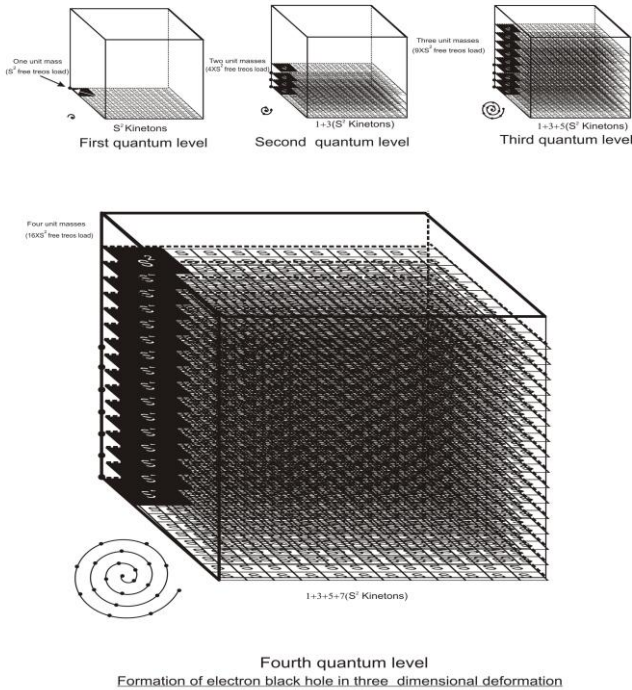 One unit mass
(S² free treos load)
S² Kinetons
First quantum level
Two unit masses
(4XS² free treos load)
1+3(S² Kinetons)
Second quantum level
Three unit masses
(9XS² free treos load)
1+3+5(S² Kinetons)
Third quantum level
Four unit masses
(16XS² free treos load)
1+3+5+7(S² Kinetons)
Fourth quantum level
Formation of electron black hole in three dimensional deformation